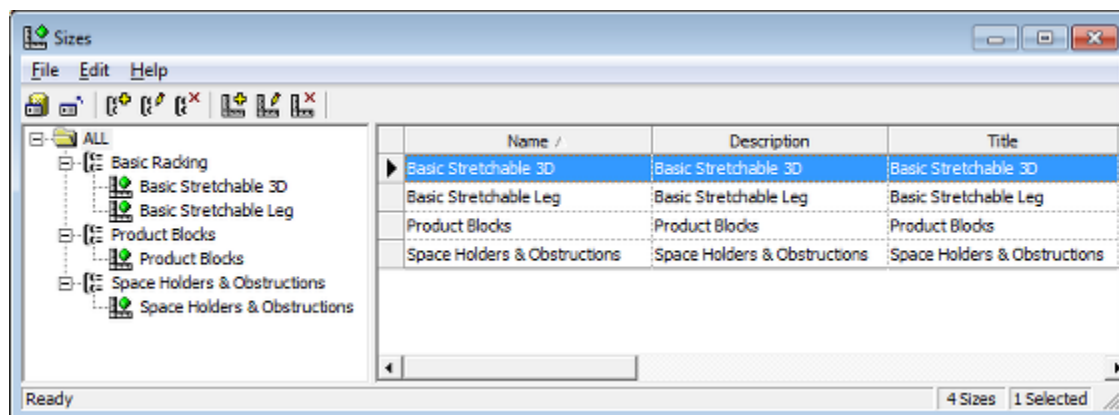 Sizes
File Edit Help
ALL
Basic Racking
Basic Stretchable 3D
Basic Stretchable Leg
Product Blocks
Product Blocks
Space Holders & Obstructions
Space Holders & Obstructions
Name Description Title
Basic Stretchable 3D Basic Stretchable 3D Basic Stretchable 3D
Basic Stretchable Leg Basic Stretchable Leg Basic Stretchable Leg
Product Blocks Product Blocks Product Blocks
Space Holders & Obstructions Space Holders & Obstructions Space Holders & Obstructions
Ready 4 Sizes 1 Selected